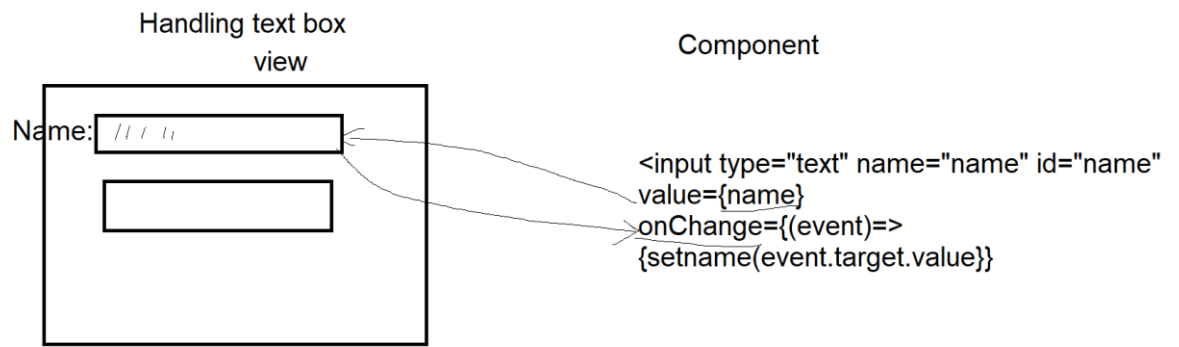 Handling text box
view
Component
Name:
<input type="text" name="name" id="name"
value={name}
onChange={(event)=>
{setname(event.target.value}}